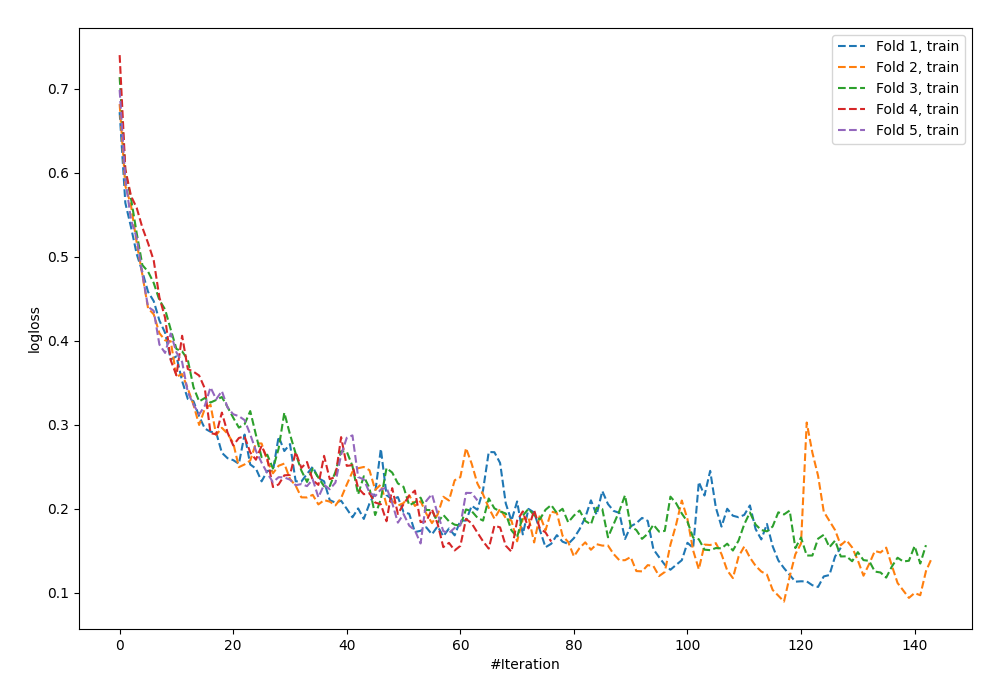 Fold 1, train
Fold 2, train
Fold 3, train
Fold 4, train
Fold 5, train
0.7
0.6
0.5
0.4
0.3
0.2
0.1
logloss
0 20 40 60 80 100 120 140
#Iteration